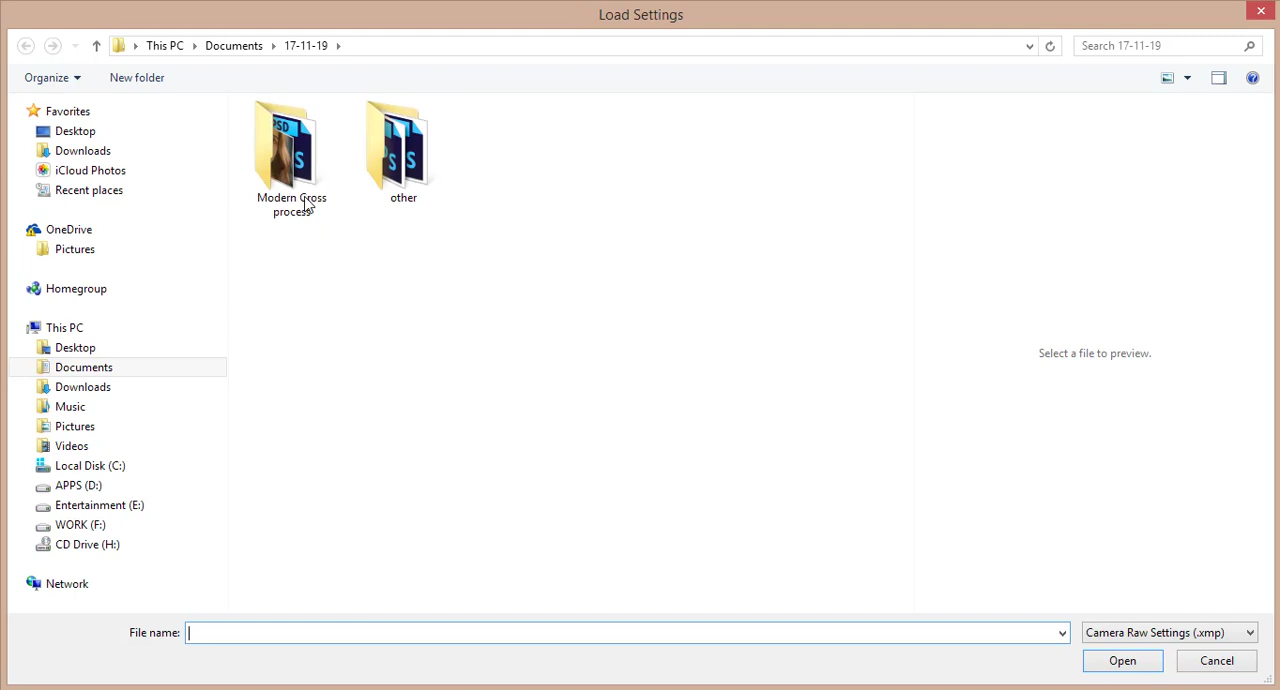 Load Settings
This PC Documents 17-11-19
Search 17-11-19
Organize New folder
Favorites
Desktop
Downloads
iCloud Photos
Recent places
OneDrive
Pictures
Homegroup
This PC
Desktop
Documents
Downloads
Music
Pictures
Videos
Local Disk (C:)
APPS (D:)
Entertainment (E:)
WORK (F:)
CD Drive (H:)
Network
Modern Cross
process
other
Select a file to preview.
File name:
Camera Raw Settings (.xmp)
Open Cancel